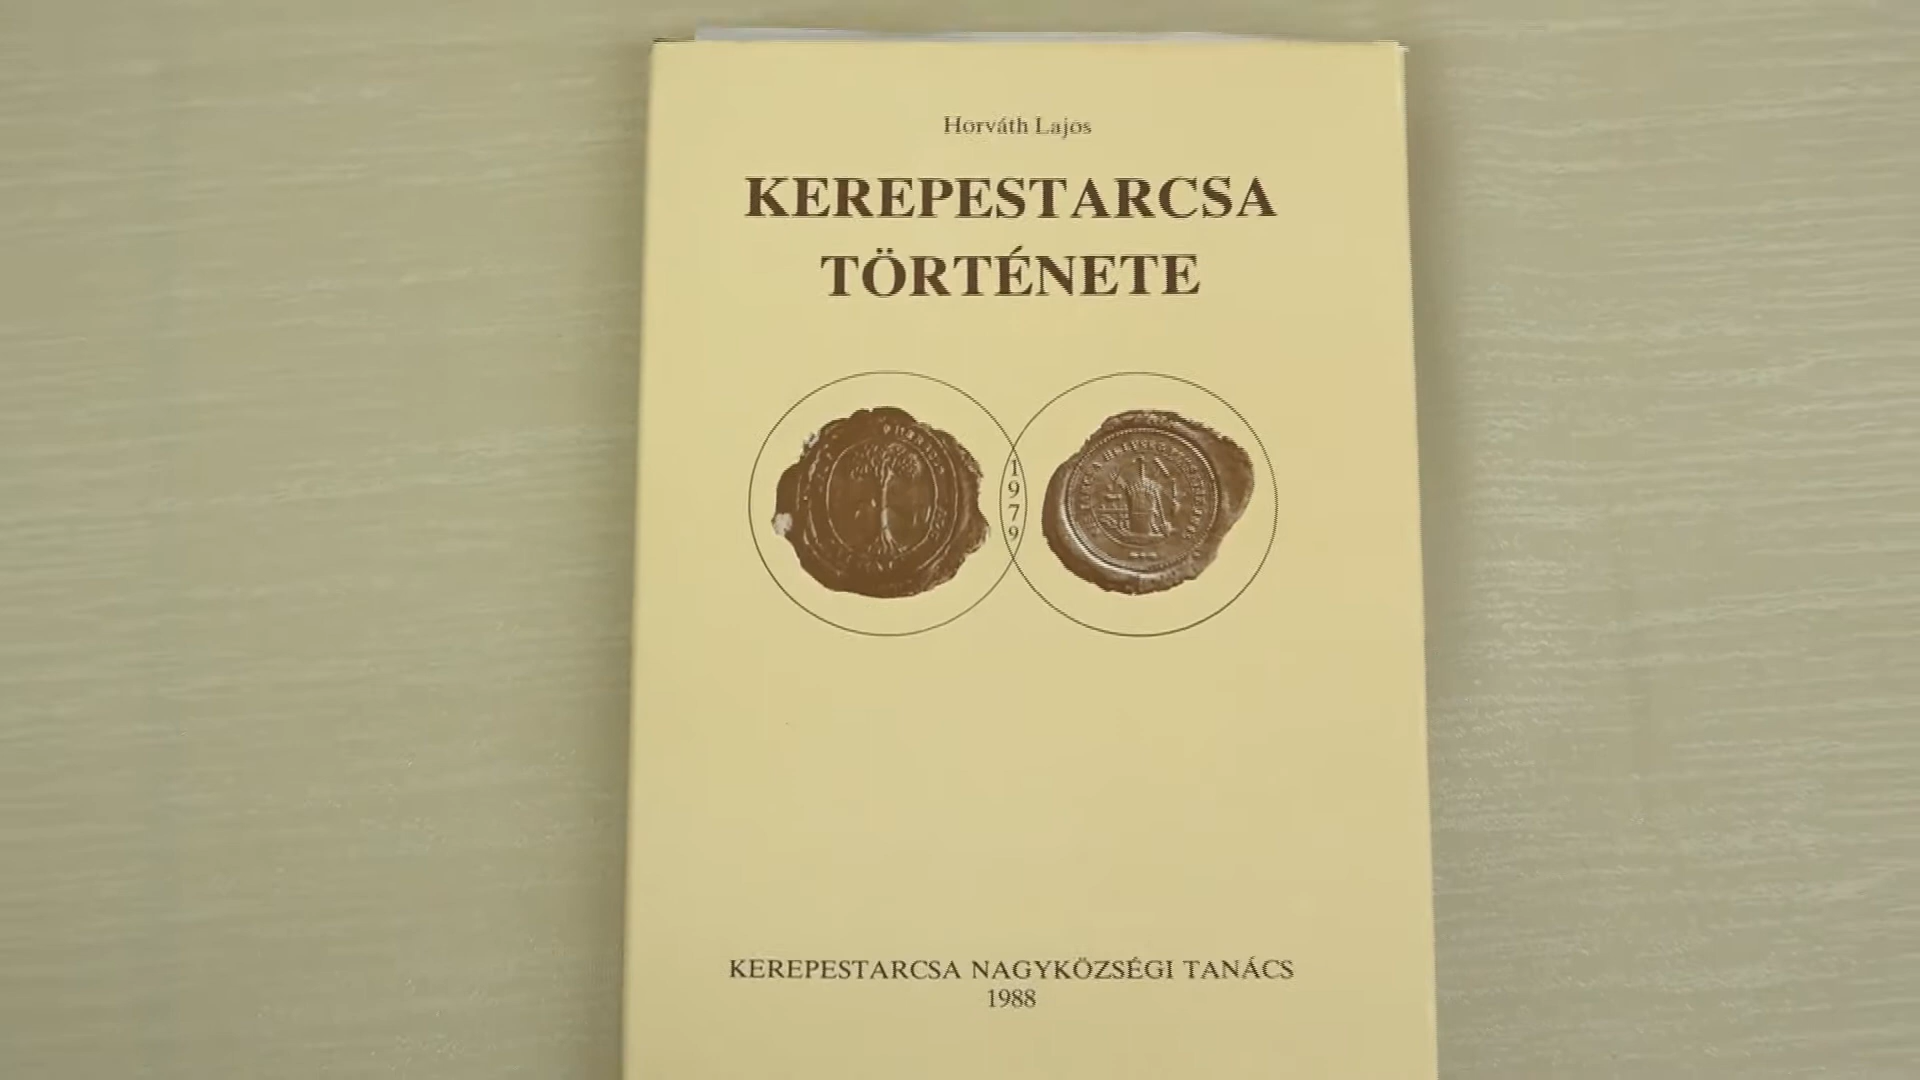 Horváth Lajos
KEREPESTARCSA
TÖRTÉNETE
1979
KEREPESTARCSA NAGYKÖZSÉGI TANÁCS
1988